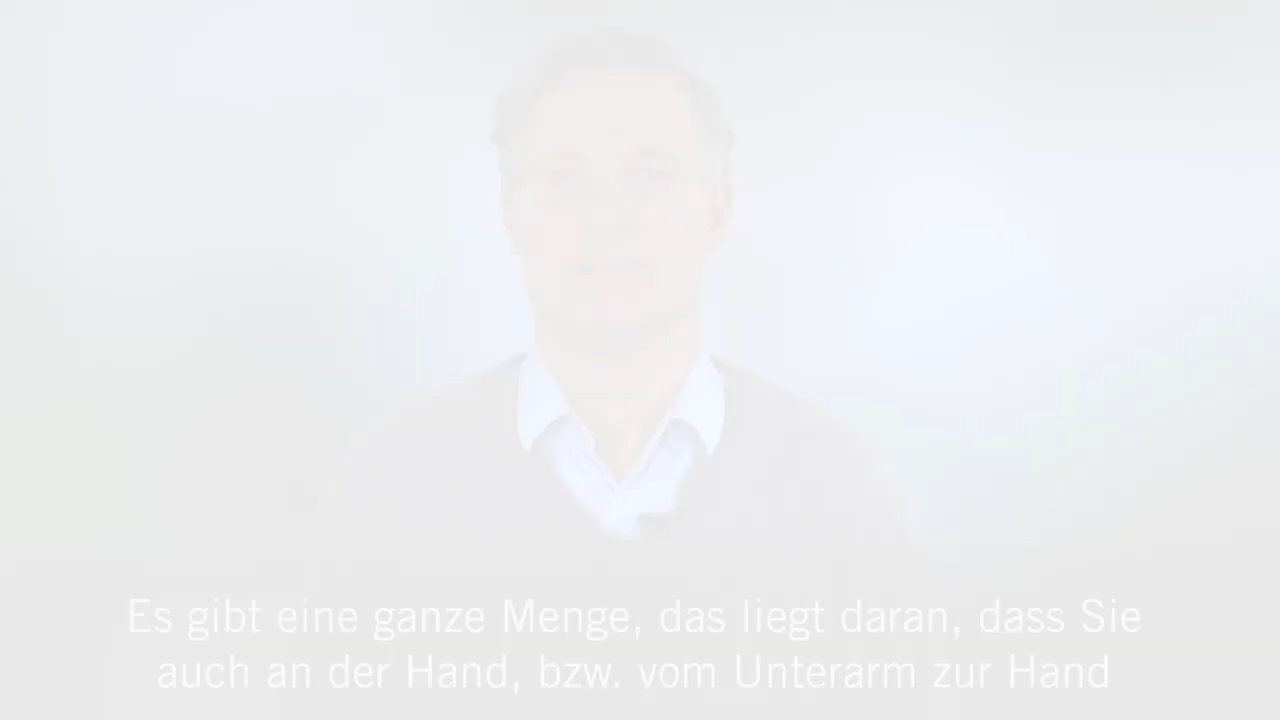 Es gibt eine ganze Menge, das liegt daran, dass Sie
auch an der Hand, bzw. vom Unterarm zur Hand